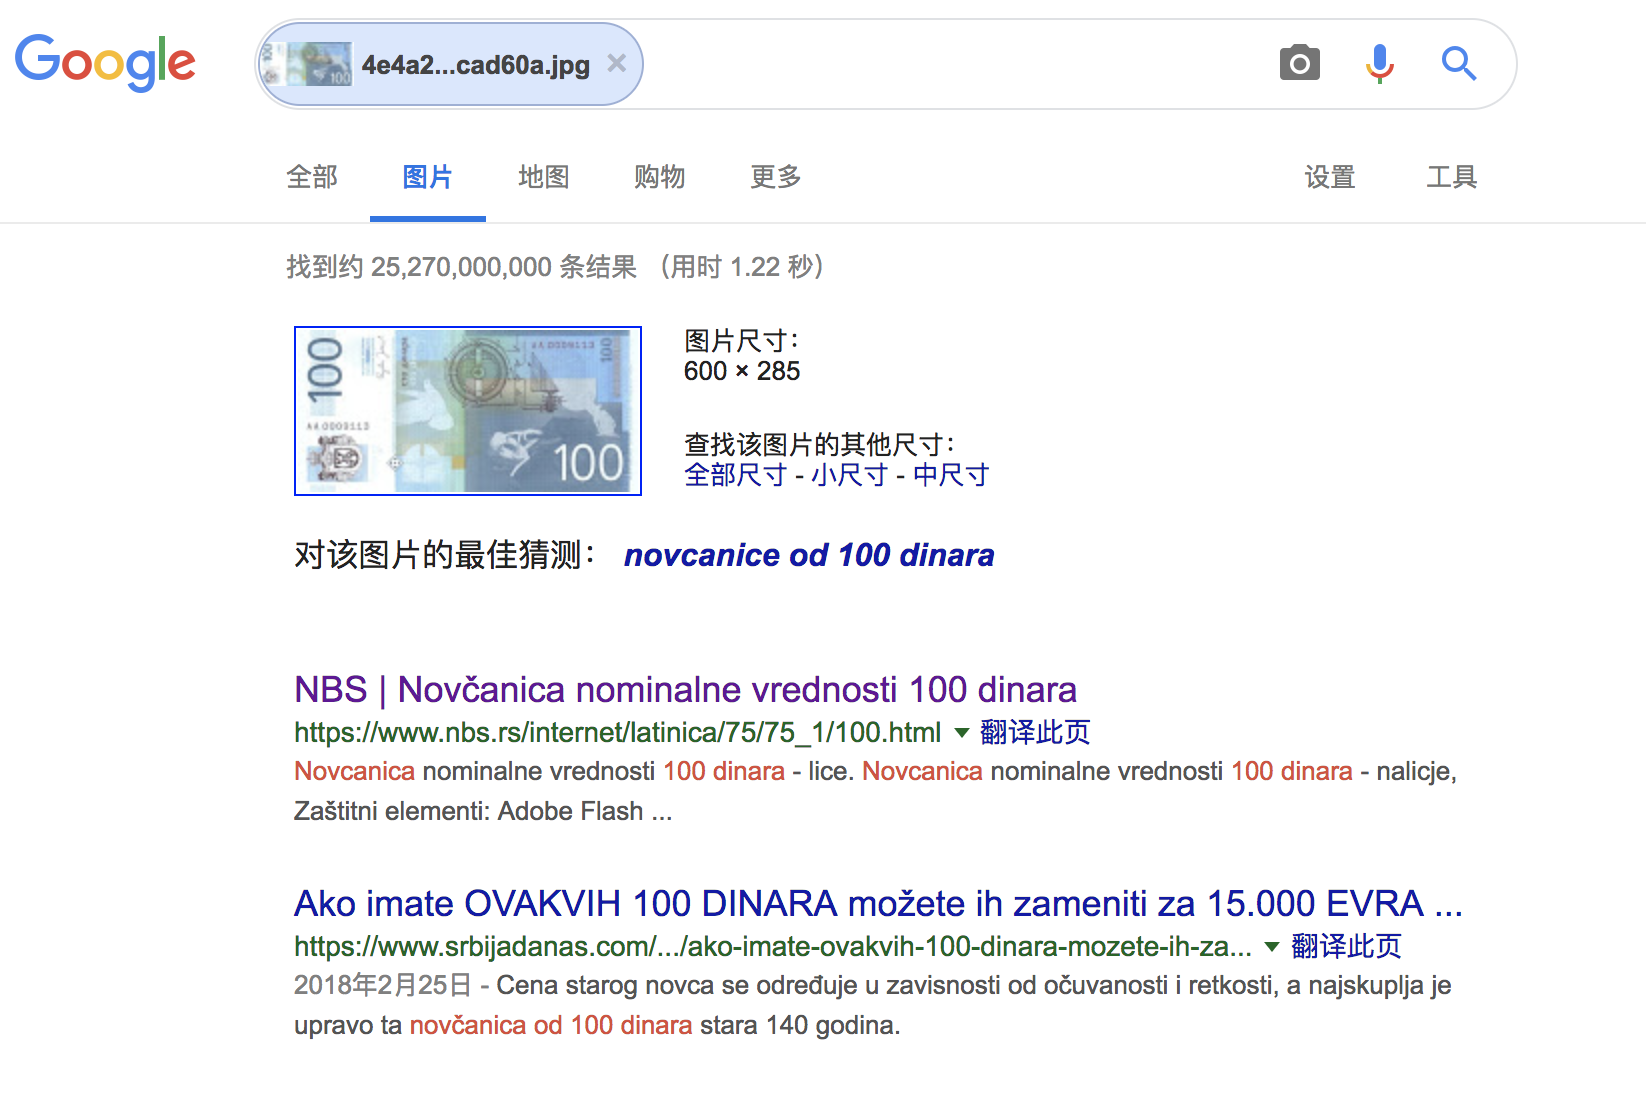 Google
4e4a2...cad60a.jpg ×
全部 图片 地图 购物 更多 设置 工具
找到约 25,270,000,000 条结果 （用时 1.22 秒）
100
AA0009113
100
AA0009113
100
图片尺寸：
600 × 285
查找该图片的其他尺寸：
全部尺寸 - 小尺寸 - 中尺寸
对该图片的最佳猜测： novcanice od 100 dinara
NBS | Novčanica nominalne vrednosti 100 dinara
https://www.nbs.rs/internet/latinica/75/75_1/100.html 翻译此页
Novcanica nominalne vrednosti 100 dinara - lice. Novcanica nominalne vrednosti 100 dinara - nalicje,
Zaštitni elementi: Adobe Flash ...
Ako imate OVAKVIH 100 DINARA možete ih zameniti za 15.000 EVRA ...
https://www.srbijadanas.com/.../ako-imate-ovakvih-100-dinara-mozete-ih-za... 翻译此页
2018年2月25日 - Cena starog novca se određuje u zavisnosti od očuvanosti i retkosti, a najskuplja je
upravo ta novčanica od 100 dinara stara 140 godina.